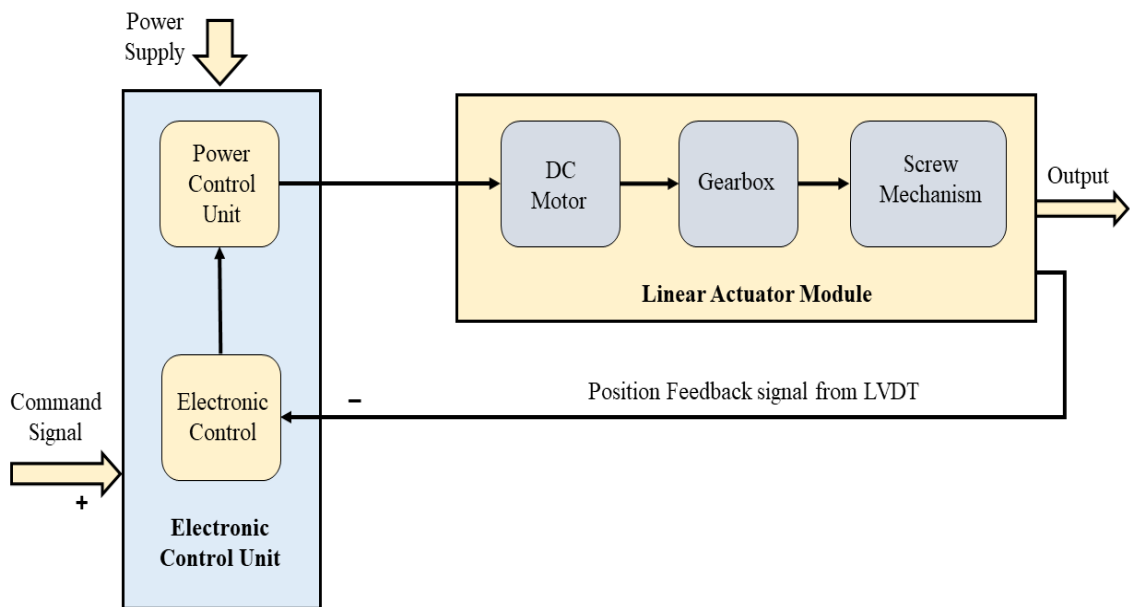 Power
Supply
Power
Control
Unit
DC
Motor
Gearbox
Screw
Mechanism
Output
Linear Actuator Module
Position Feedback signal from LVDT
–
Electronic
Control
Command
Signal
+
Electronic
Control Unit